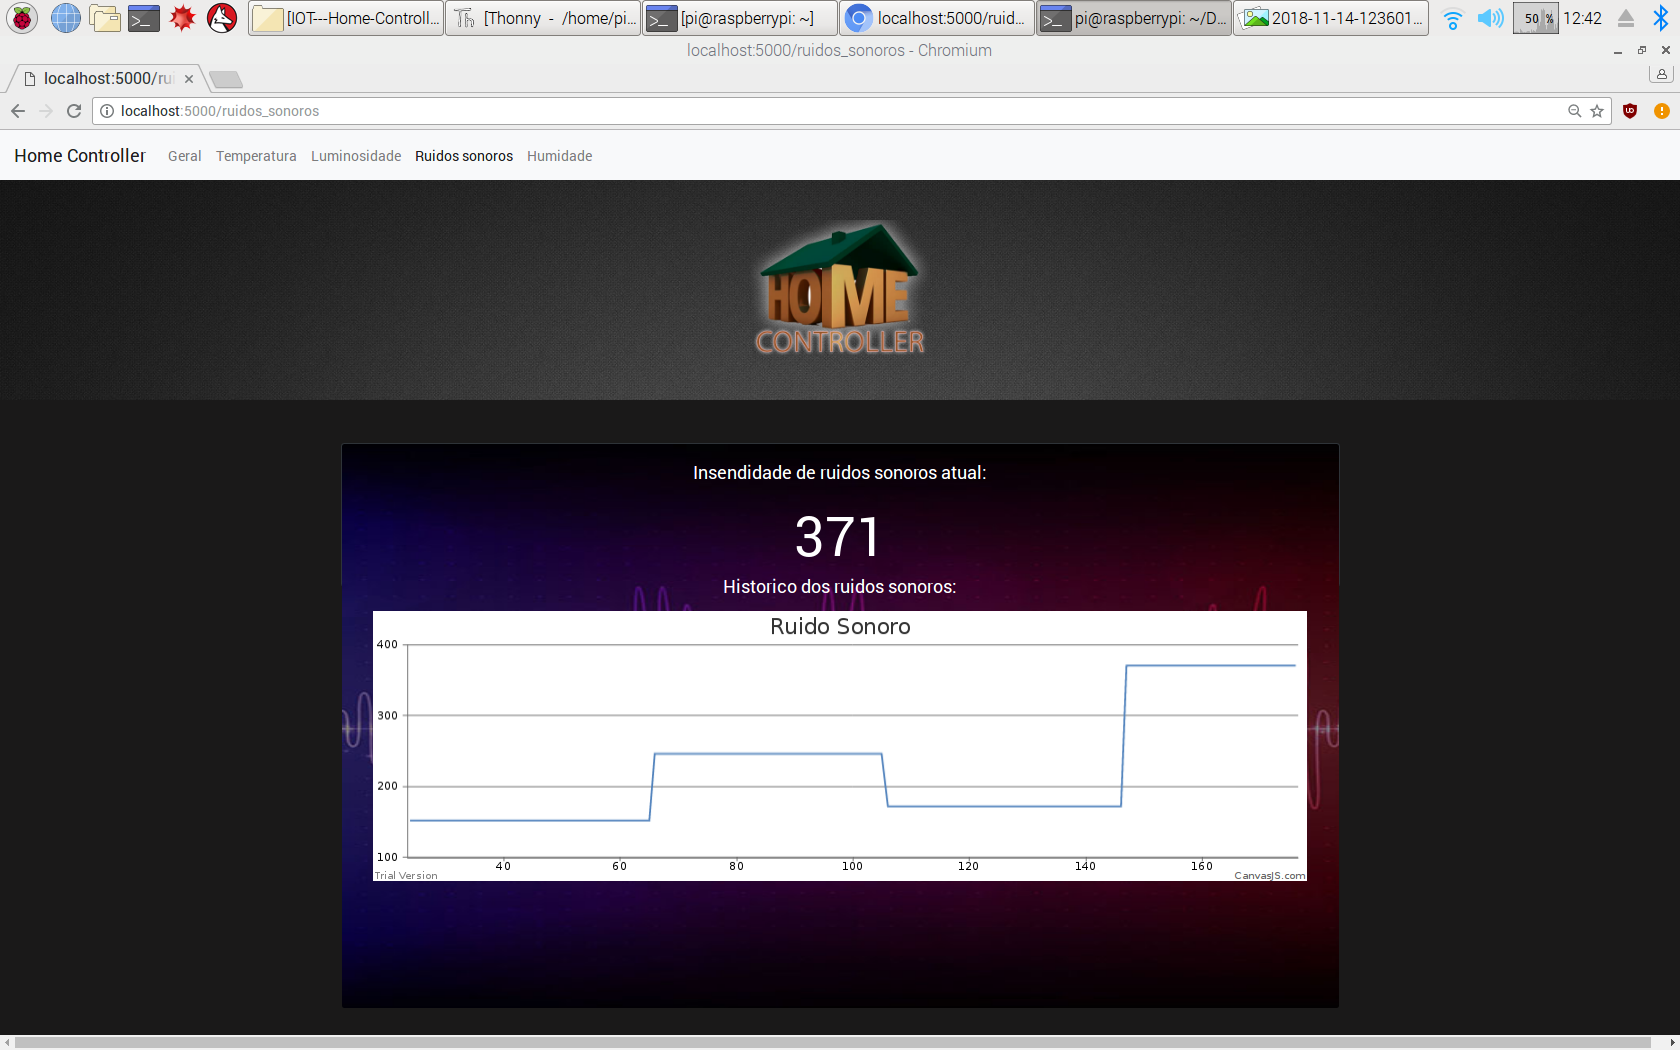 [IOT---Home-Controll... [Thonny - /home/pi... [pi@raspberrypi: ~] localhost:5000/ruid... pi@raspberrypi: ~/D... 2018-11-14-123601... 50 % 12:42
localhost:5000/ruidos_sonoros - Chromium
localhost:5000/rui
localhost:5000/ruidos_sonoros
Home Controller Geral Temperatura Luminosidade Ruidos sonoros Humidade
HOME
CONTROLLER
Insendidade de ruidos sonoros atual:
371
Historico dos ruidos sonoros:
Ruido Sonoro
400
300
200
100
40 60 80 100 120 140 160
Trial Version CanvasJS.com